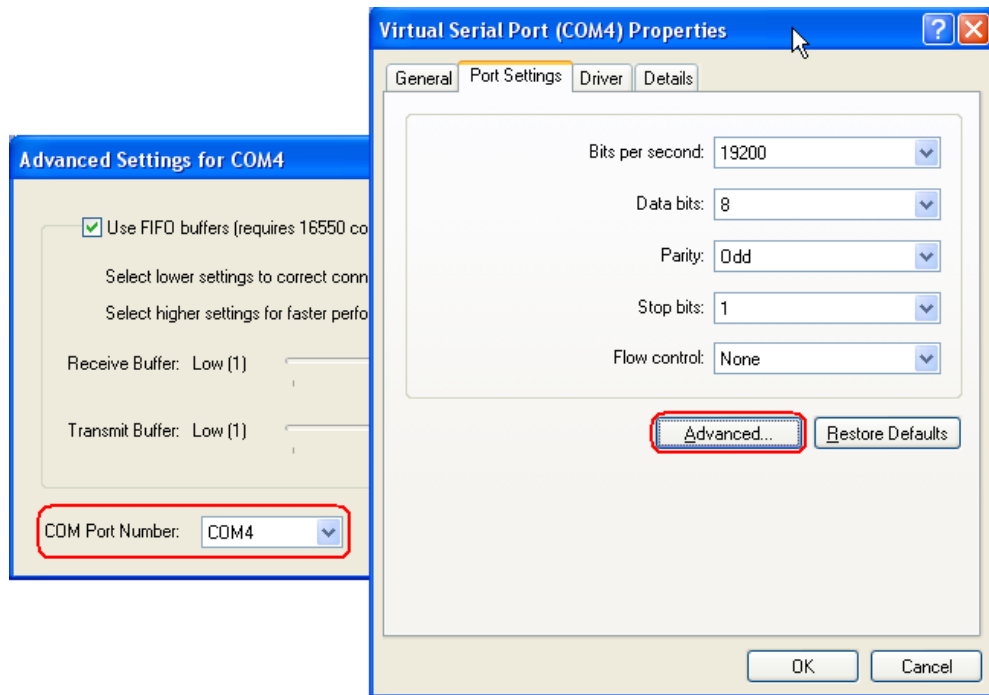 Virtual Serial Port (COM4) Properties
General Port Settings Driver Details
Bits per second: 19200
Data bits: 8
Parity: Odd
Stop bits: 1
Flow control: None
Advanced... Restore Defaults
OK Cancel
Advanced Settings for COM4
Use FIFO buffers (requires 16550 co
Select lower settings to correct conn
Select higher settings for faster perfo
Receive Buffer: Low (1)
Transmit Buffer: Low (1)
COM Port Number: COM4